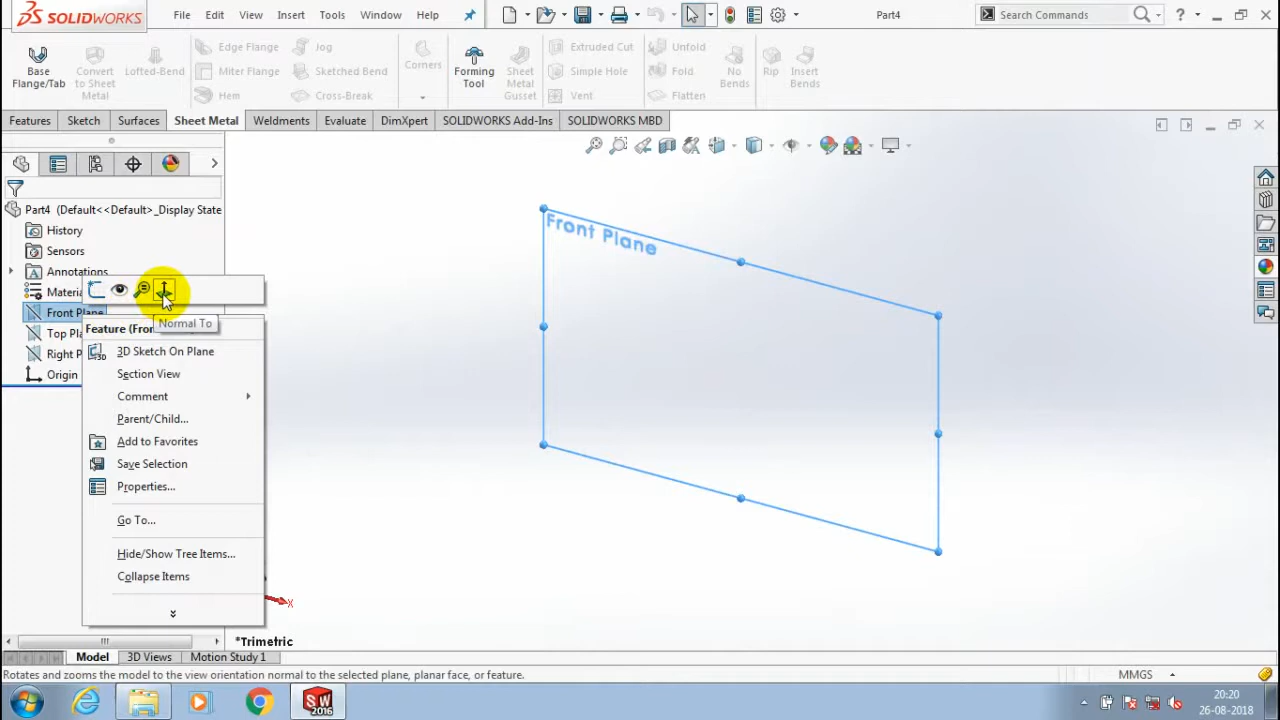 SOLIDWORKS
File Edit View Insert Tools Window Help
Part4
Search Commands
?
Base Flange/Tab
Convert to Sheet Metal
Lofted-Bend
Edge Flange
Miter Flange
Hem
Jog
Sketched Bend
Cross-Break
Corners
Forming Tool
Sheet Metal Gusset
Extruded Cut
Simple Hole
Vent
Unfold
Fold
Flatten
No Bends
Rip
Insert Bends
Features Sketch Surfaces Sheet Metal Weldments Evaluate DimXpert SOLIDWORKS Add-Ins SOLIDWORKS MBD
Part4 (Default<<Default>_Display State
History
Sensors
Annotations
Materia
Front Plane
Top Pla
Right P
Origin
Normal To
Feature (Fron
3D Sketch On Plane
Section View
Comment
Parent/Child...
Add to Favorites
Save Selection
Properties...
Go To...
Hide/Show Tree Items...
Collapse Items
Front Plane
X
*Trimetric
Model 3D Views Motion Study 1
Rotates and zooms the model to the view orientation normal to the selected plane, planar face, or feature.
MMGS
SW 2016
20:20
26-08-2018